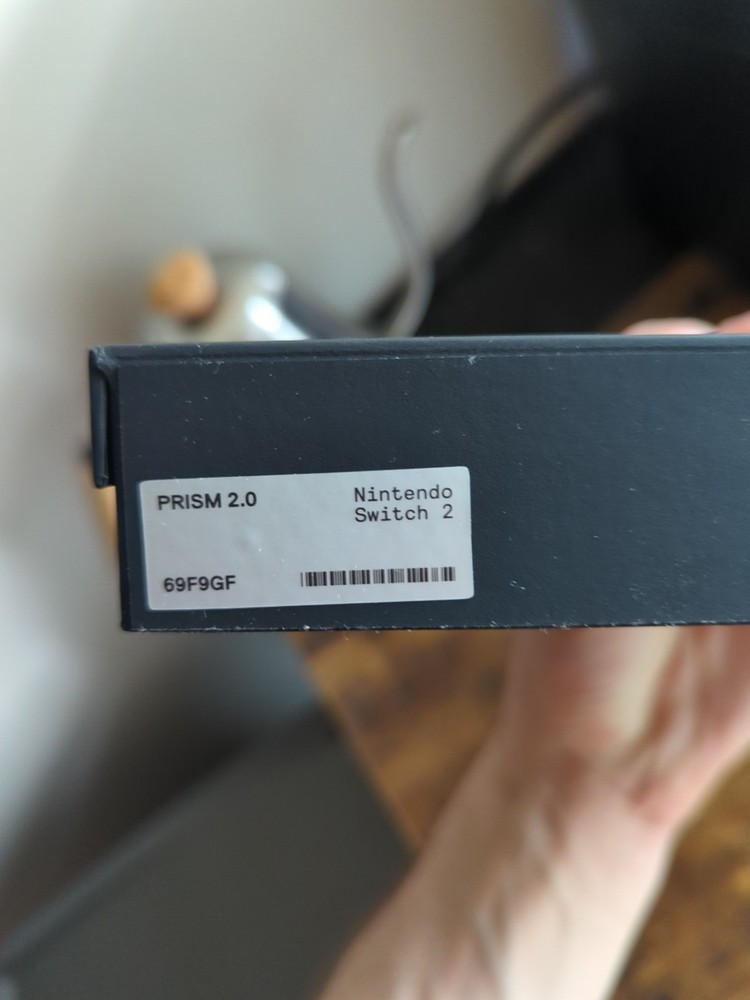 PRISM 2.0
Nintendo
Switch 2
69F9GF